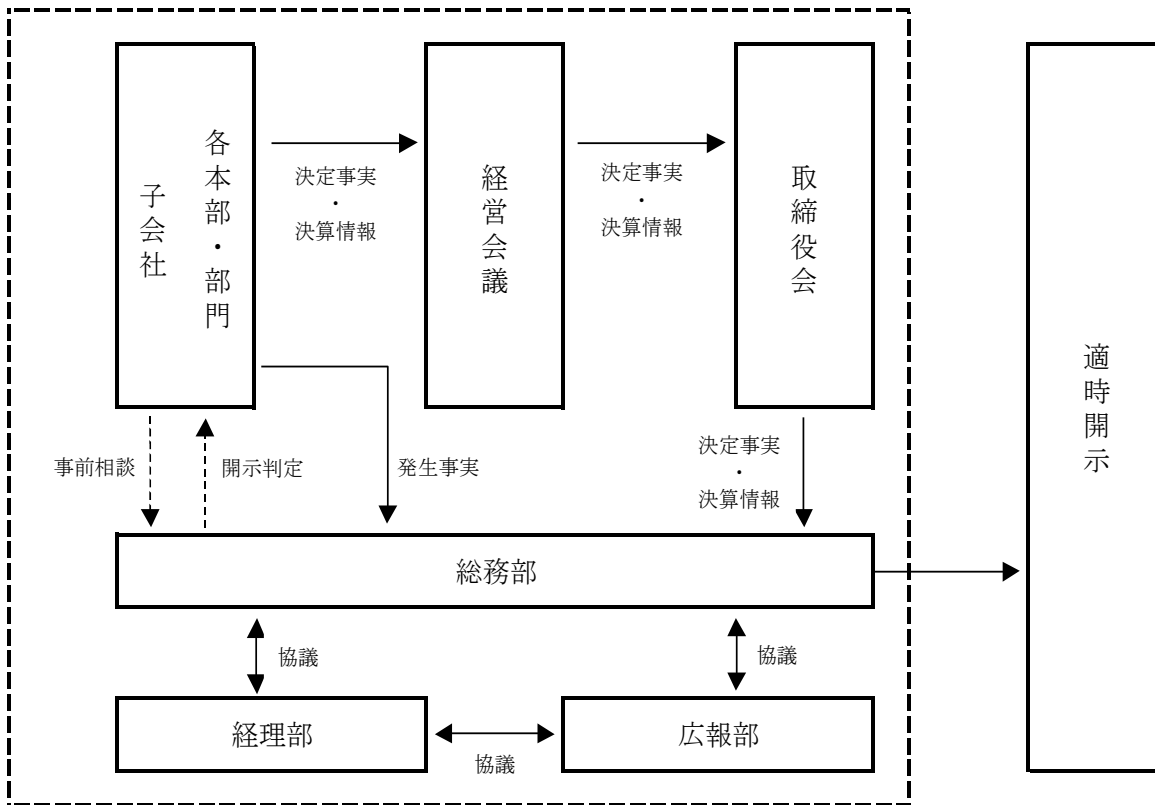 各本部・部門
子会社
決定事実
・
決算情報
経営会議
決定事実
・
決算情報
取締役会
適時開示
事前相談
開示判定
発生事実
決定事実
・
決算情報
総務部
協議
協議
経理部
協議
広報部